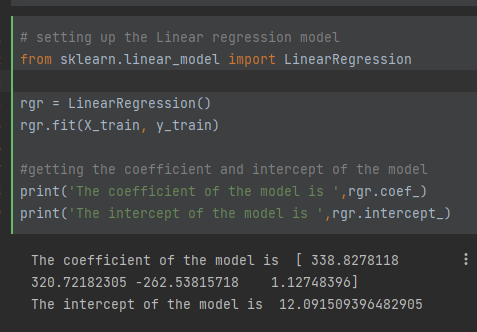 # setting up the Linear regression model
from sklearn.linear_model import LinearRegression
rgr = LinearRegression()
rgr.fit(X_train, y_train)
#getting the coefficient and intercept of the model
print('The coefficient of the model is ',rgr.coef_)
print('The intercept of the model is ',rgr.intercept_)
The coefficient of the model is  [ 338.8278118
320.72182305 -262.53815718    1.12748396]
The intercept of the model is  12.091509396482905